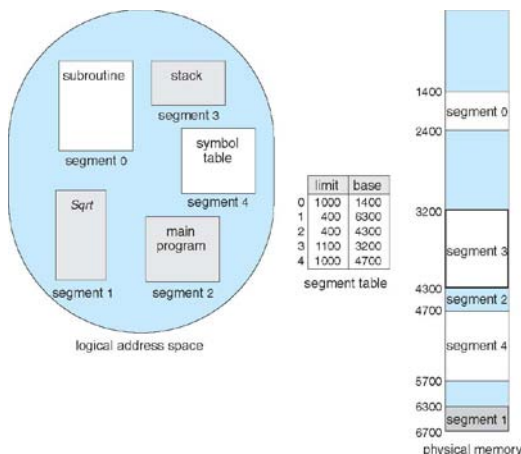 subroutine
segment 0
stack
segment 3
symbol
table
segment 4
Sqrt
segment 1
main
program
segment 2
logical address space
limit base
0 1000 1400
1 400 6300
2 400 4300
3 1100 3200
4 1000 4700
segment table
1400
segment 0
2400
3200
segment 3
4300
segment 2
4700
segment 4
5700
6300
segment 1
6700
physical memory